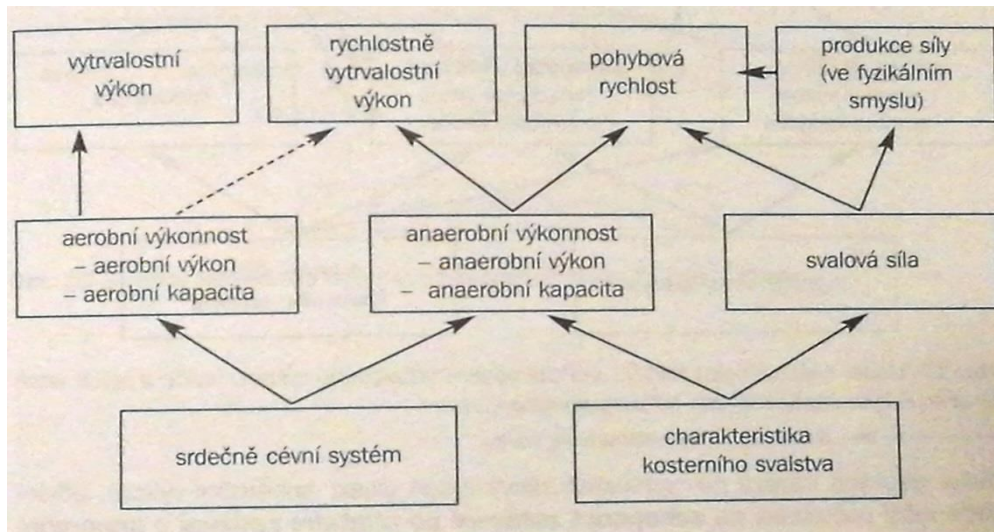 vytrvalostní
výkon
rychlostně
vytrvalostní
výkon
pohybová
rychlost
produkce síly
(ve fyzikálním
smyslu)
aerobní výkonnost
– aerobní výkon
– aerobní kapacita
anaerobní výkonnost
– anaerobní výkon
– anaerobní kapacita
svalová síla
srdečně cévní systém
charakteristika
kosterního svalstva